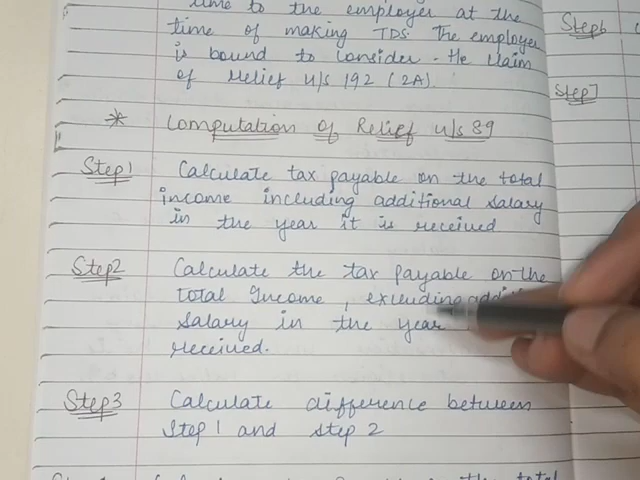 time to the employer at the
time of making TDS. The employer
is bound to consider the claim
of relief u/s 192 (2A).
* Computation of Relief u/s 89
Step1 Calculate tax payable on the total
income including additional salary
in the year it is received
Step2 Calculate the tax payable on the
total Income, excluding
salary in the year
received.
Step3 Calculate difference between
Step 1 and Step 2
the total
Step6
Step7